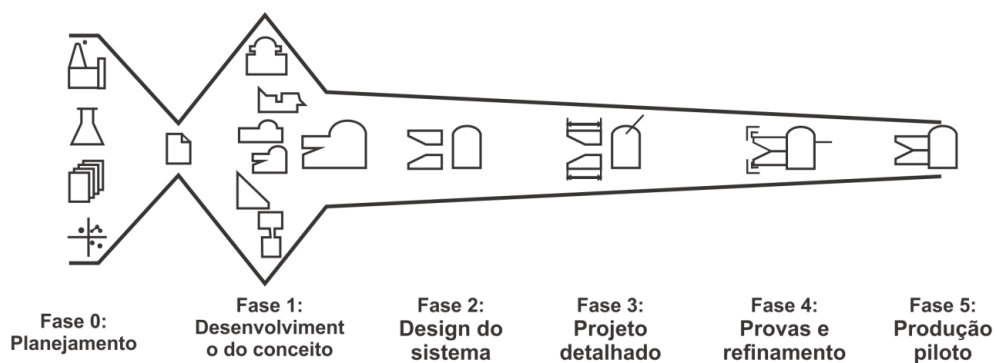 Fase 0:
Planejamento
Fase 1:
Desenvolviment
o do conceito
Fase 2:
Design do
sistema
Fase 3:
Projeto
detalhado
Fase 4:
Provas e
refinamento
Fase 5:
Produção
piloto